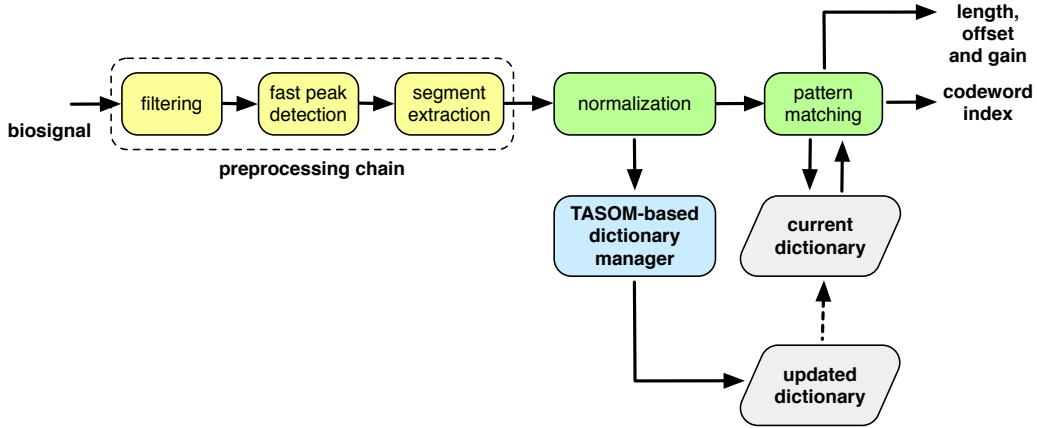 biosignal
filtering
fast peak
detection
segment
extraction
preprocessing chain
normalization
pattern
matching
length,
offset
and gain
codeword
index
TASOM-based
dictionary
manager
current
dictionary
updated
dictionary